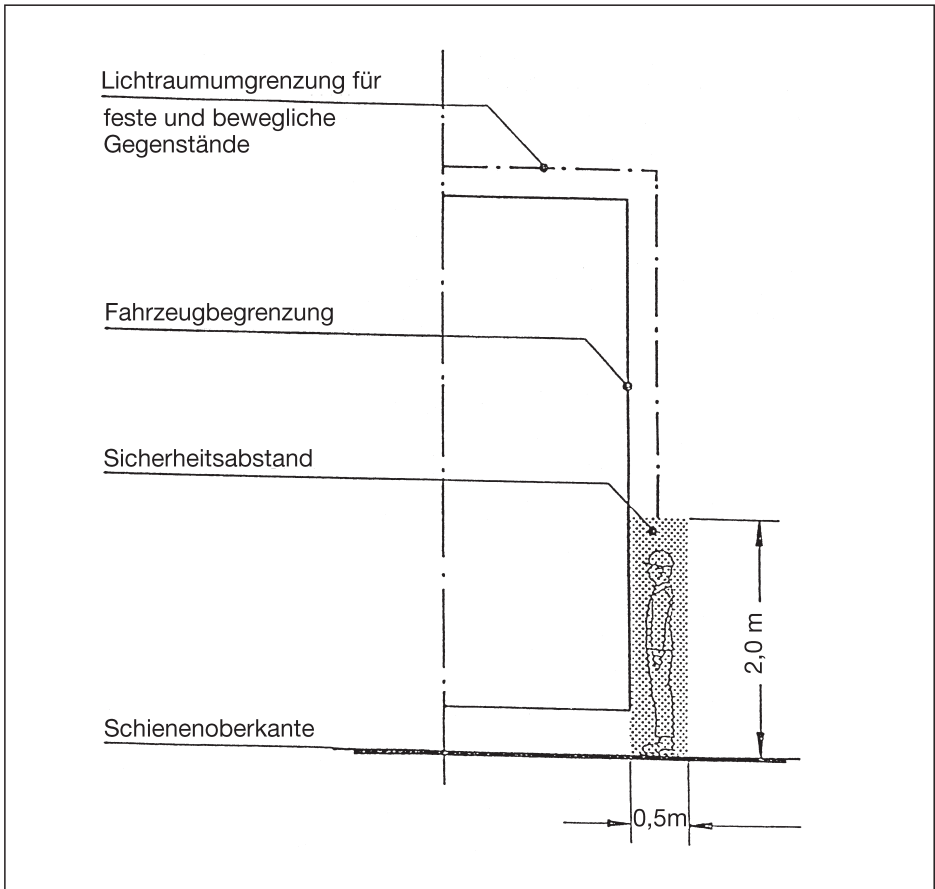 Lichtraumumgrenzung für
feste und bewegliche
Gegenstände
Fahrzeugbegrenzung
Sicherheitsabstand
2,0 m
Schienenoberkante
0,5m